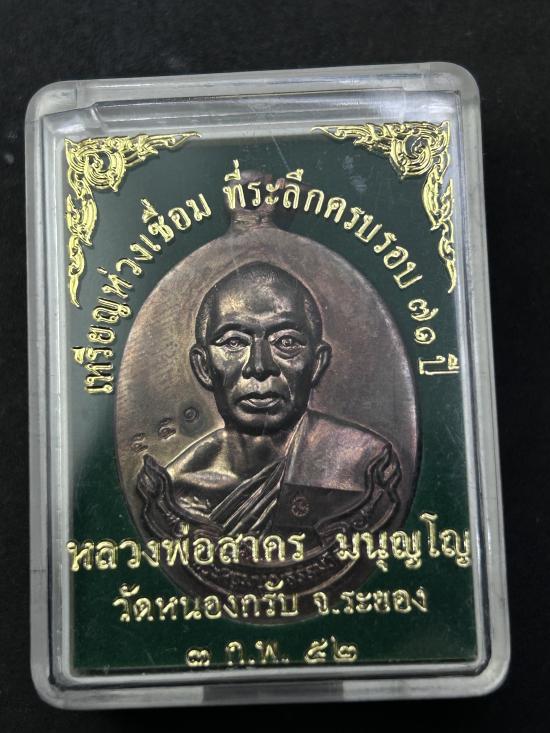 เหรียญห่วงเชื่อม ที่ระลึกครบรอบ ๗๑ ปี
หลวงพ่อสาคร มนุญโญ
วัดหนองกรับ จ.ระยอง
๓ ก.พ. ๕๒